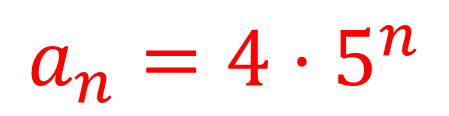 aₙ = 4 · 5ⁿ